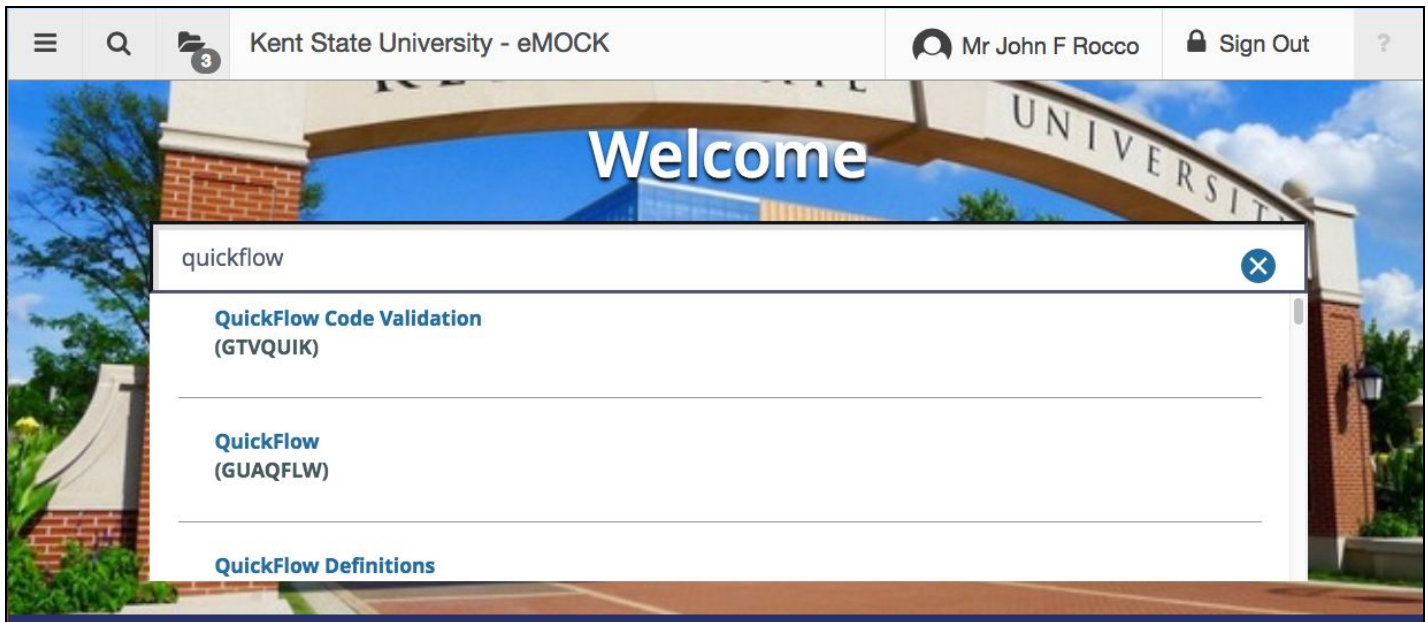 3
Kent State University - eMOCK
Mr John F Rocco
Sign Out
?
UNIVERSITY
Welcome
quickflow
QuickFlow Code Validation
(GTVQUIK)
QuickFlow
(GUAQFLW)
QuickFlow Definitions